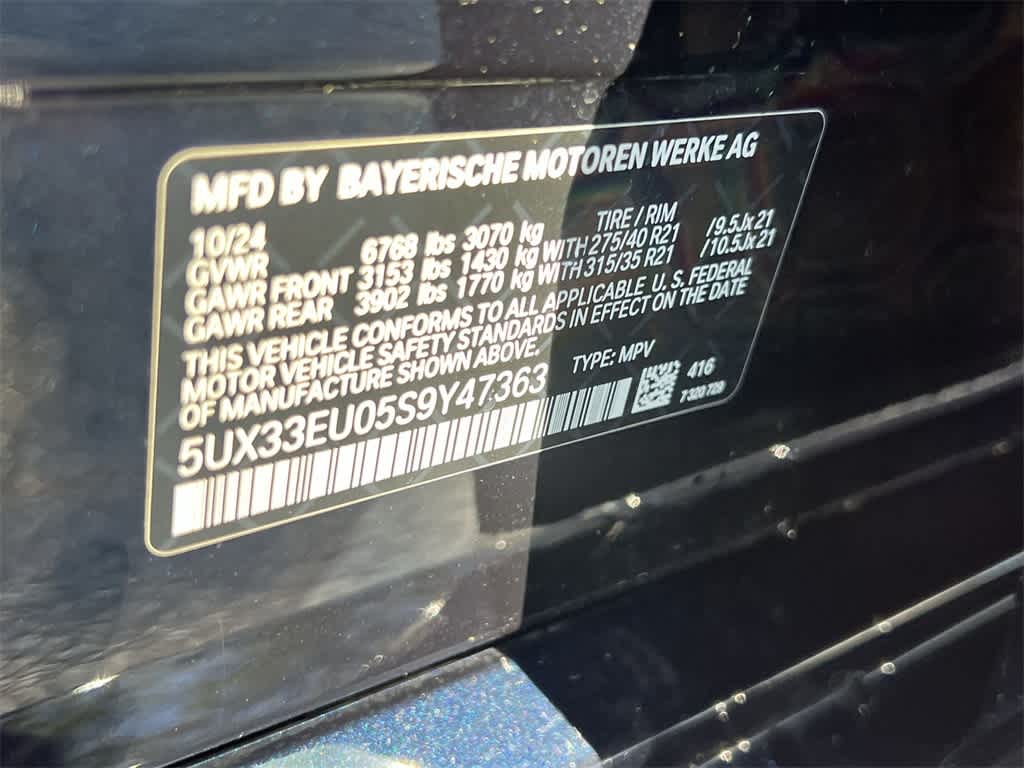 MFD BY BAYERISCHE MOTOREN WERKE AG
10/24 TIRE / RIM
GVWR 6768 lbs 3070 kg
GAWR FRONT 3153 lbs 1430 kg WITH 275/40 R21 /9.5Jx21
GAWR REAR 3902 lbs 1770 kg WITH 315/35 R21 /10.5Jx21
THIS VEHICLE CONFORMS TO ALL APPLICABLE U.S. FEDERAL
MOTOR VEHICLE SAFETY STANDARDS IN EFFECT ON THE DATE
OF MANUFACTURE SHOWN ABOVE.
TYPE: MPV
5UX33EU05S9Y47363
416
7 320 789